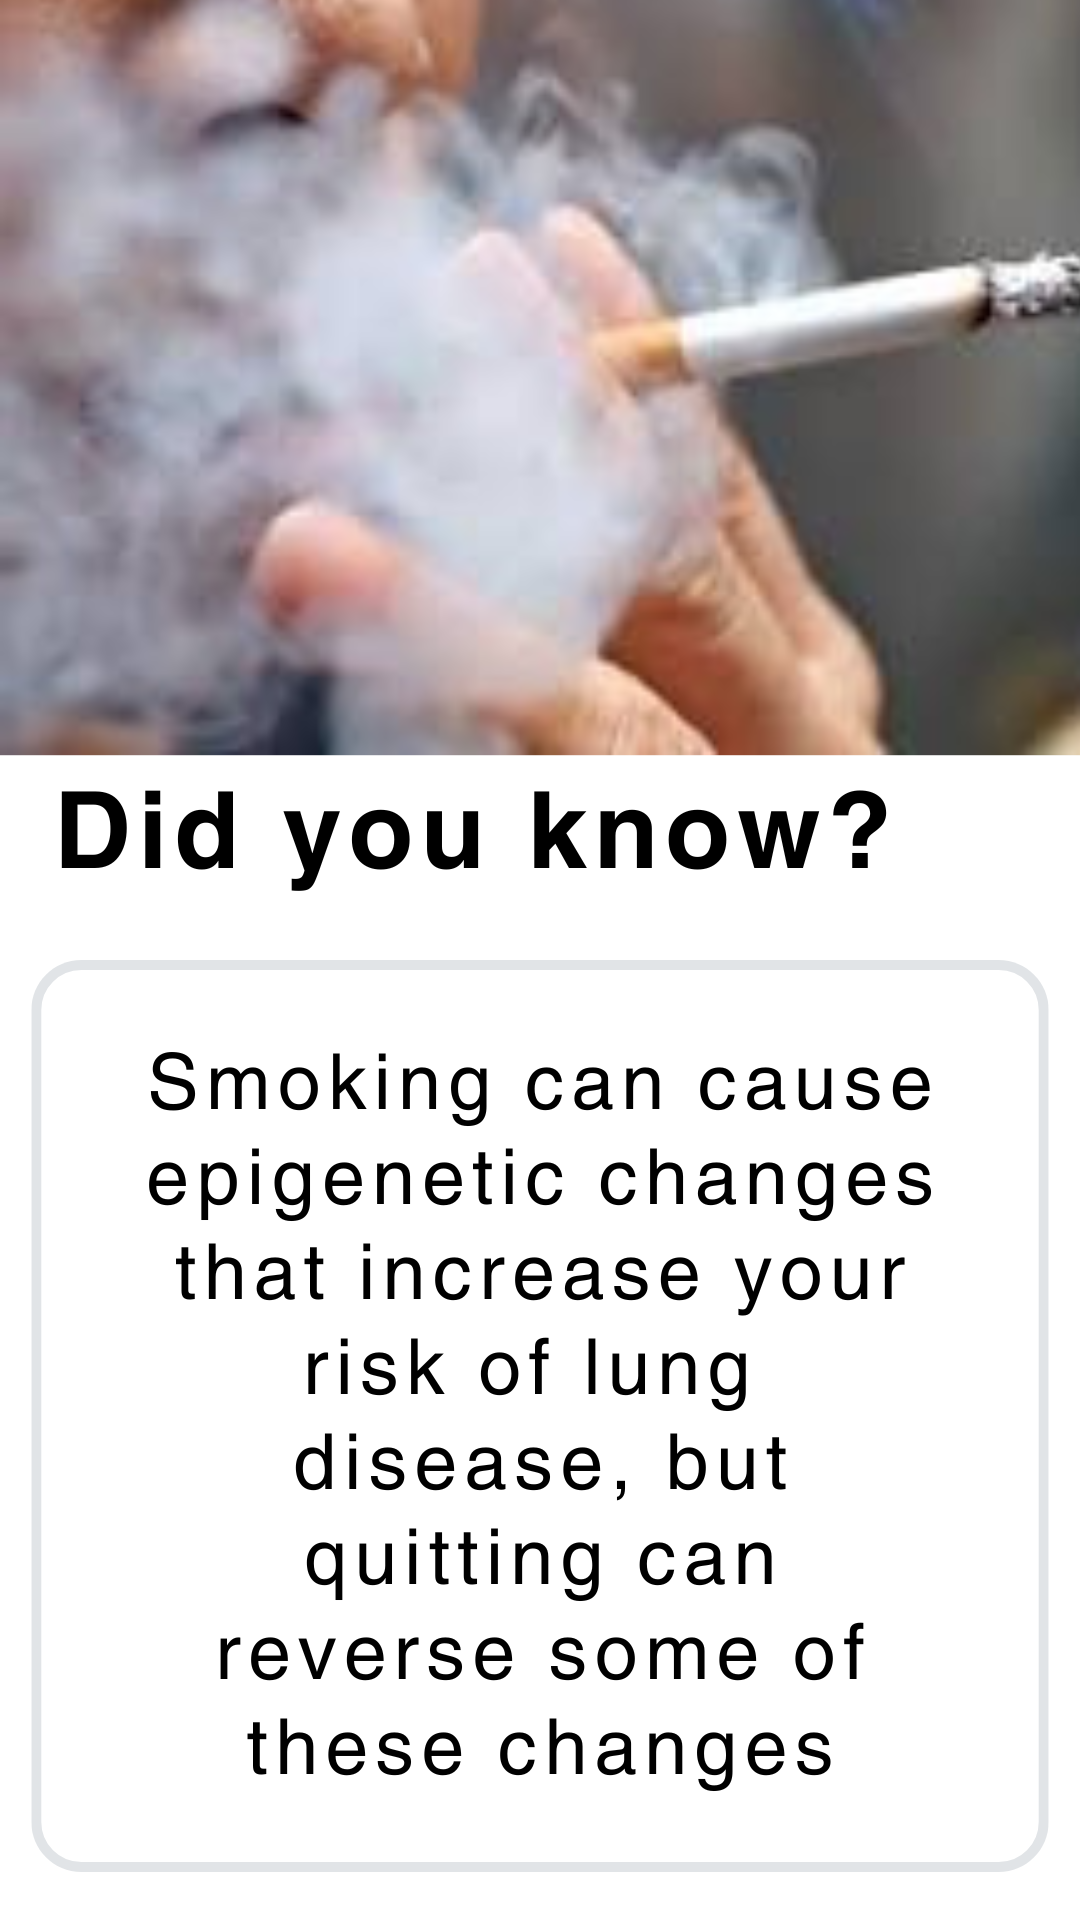 Did you know?
Smoking can cause
epigenetic changes
that increase your
risk of lung
disease, but
quitting can
reverse some of
these changes